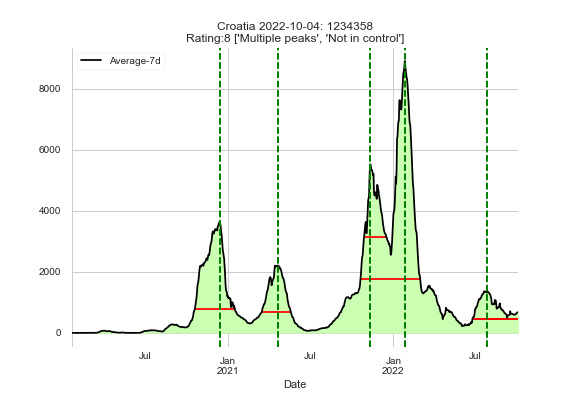 Croatia 2022-10-04: 1234358
Rating:8 ['Multiple peaks', 'Not in control']
Average-7d
8000
6000
4000
2000
0
Jul
Jan
2021
Jul
Jan
2022
Jul
Date